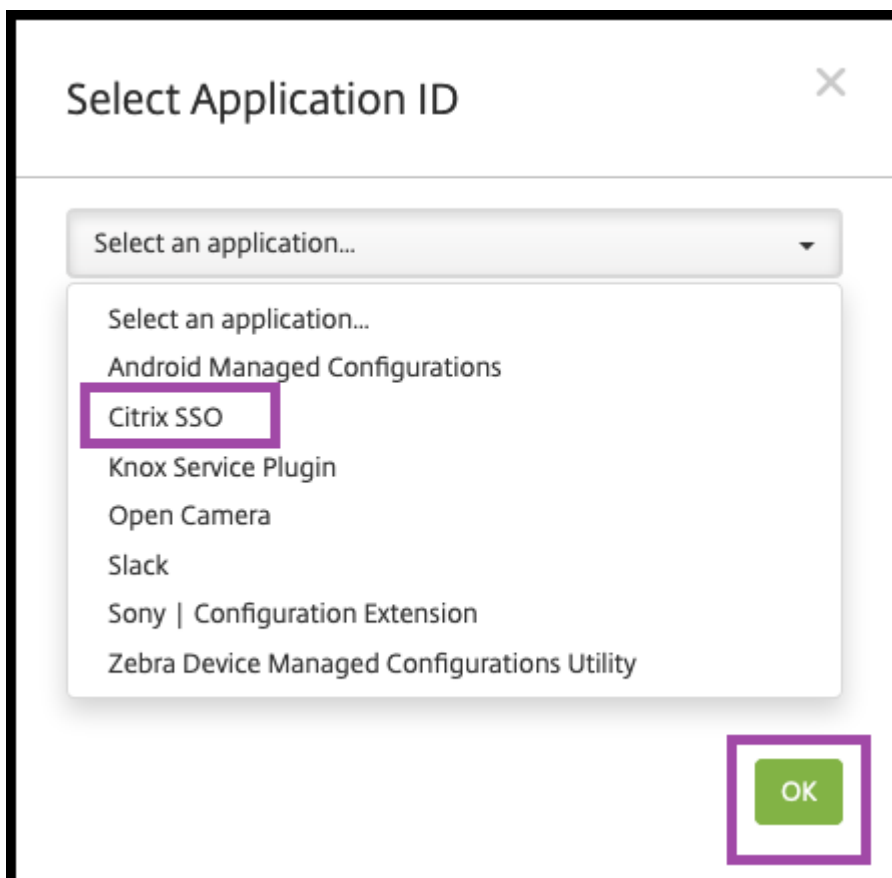 Select Application ID
Select an application...
Select an application...
Android Managed Configurations
Citrix SSO
Knox Service Plugin
Open Camera
Slack
Sony | Configuration Extension
Zebra Device Managed Configurations Utility
OK